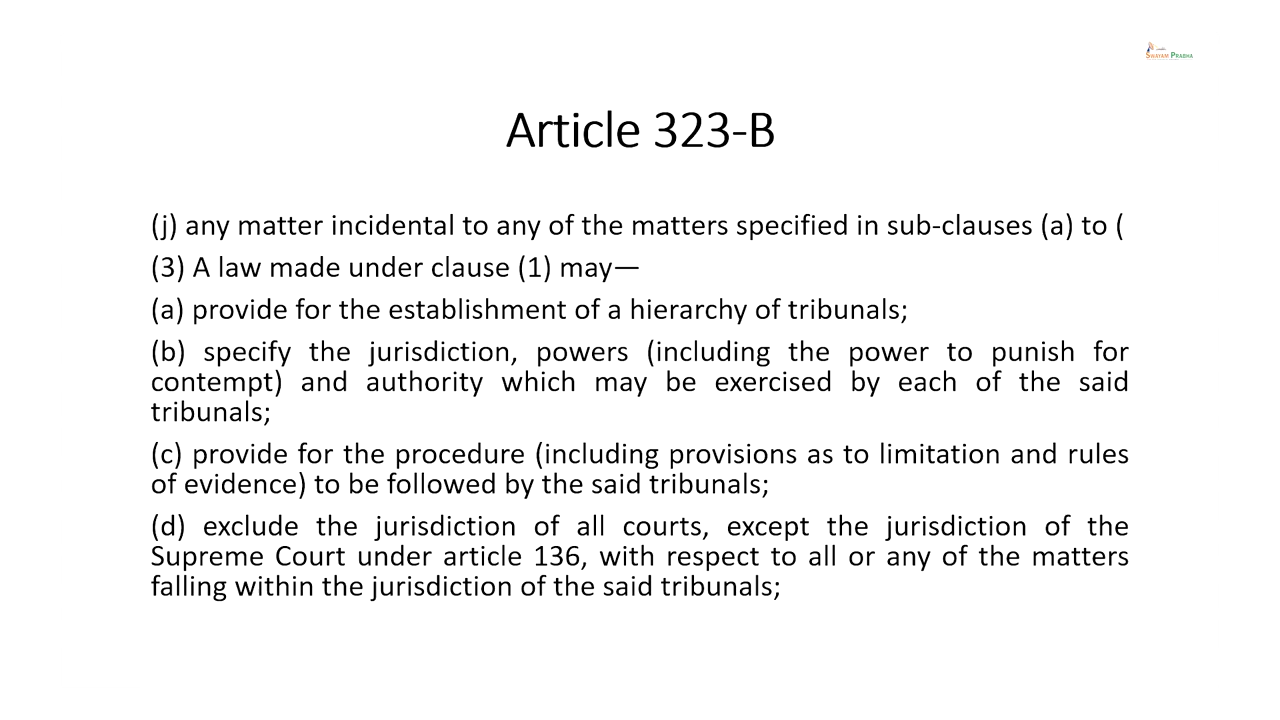 SWAYAM PRABHA
Article 323-B
(j) any matter incidental to any of the matters specified in sub-clauses (a) to (
(3) A law made under clause (1) may—
(a) provide for the establishment of a hierarchy of tribunals;
(b) specify the jurisdiction, powers (including the power to punish for
contempt) and authority which may be exercised by each of the said
tribunals;
(c) provide for the procedure (including provisions as to limitation and rules
of evidence) to be followed by the said tribunals;
(d) exclude the jurisdiction of all courts, except the jurisdiction of the
Supreme Court under article 136, with respect to all or any of the matters
falling within the jurisdiction of the said tribunals;